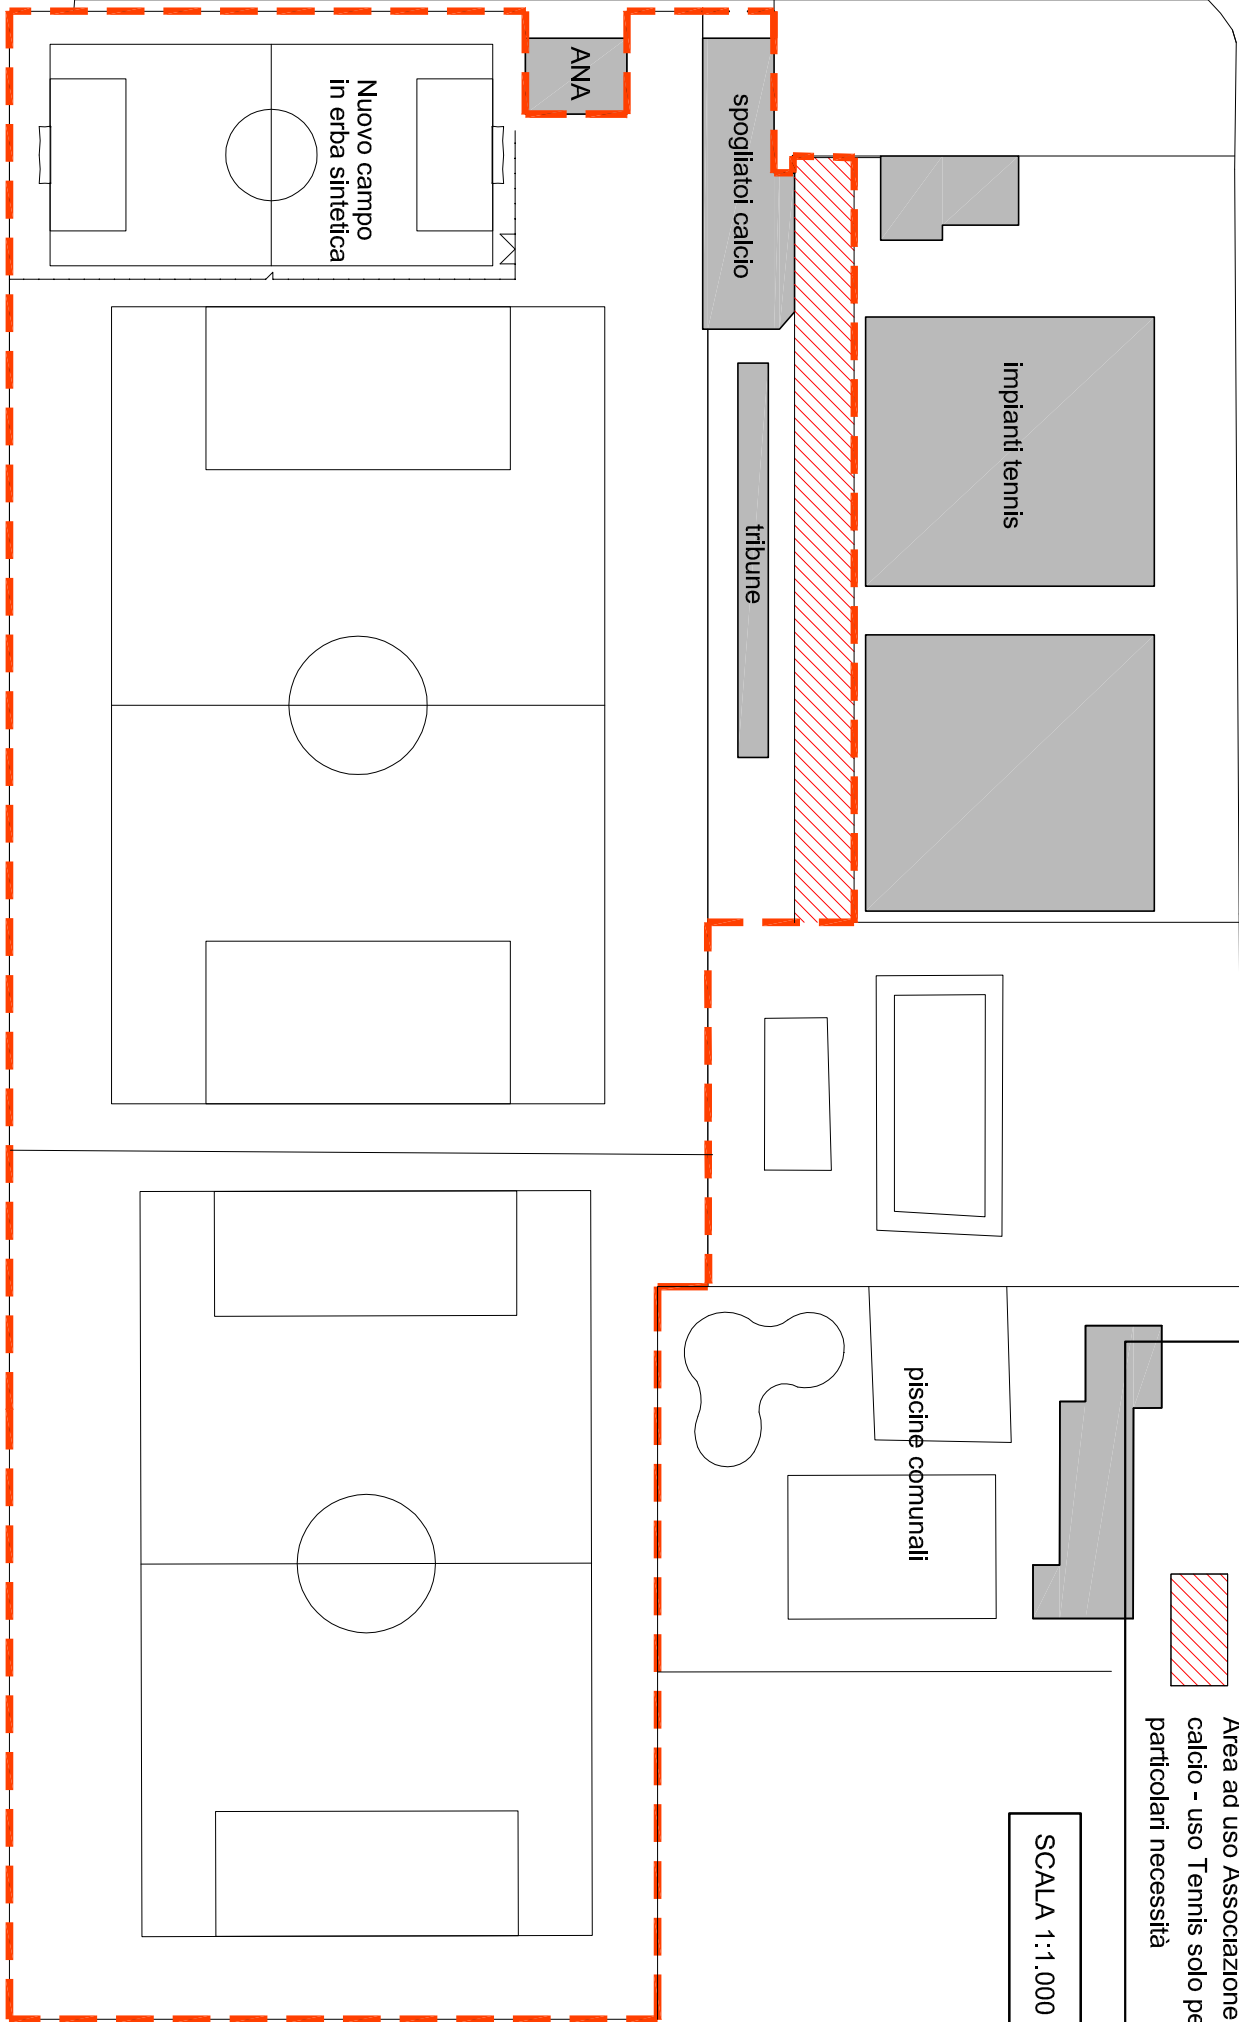 ANA
spogliatoi calcio
Nuovo campo
in erba sintetica
impianti tennis
tribune
piscine comunali
Area ad uso Associazione
calcio - uso Tennis solo
particolari necessità
SCALA 1:1.000